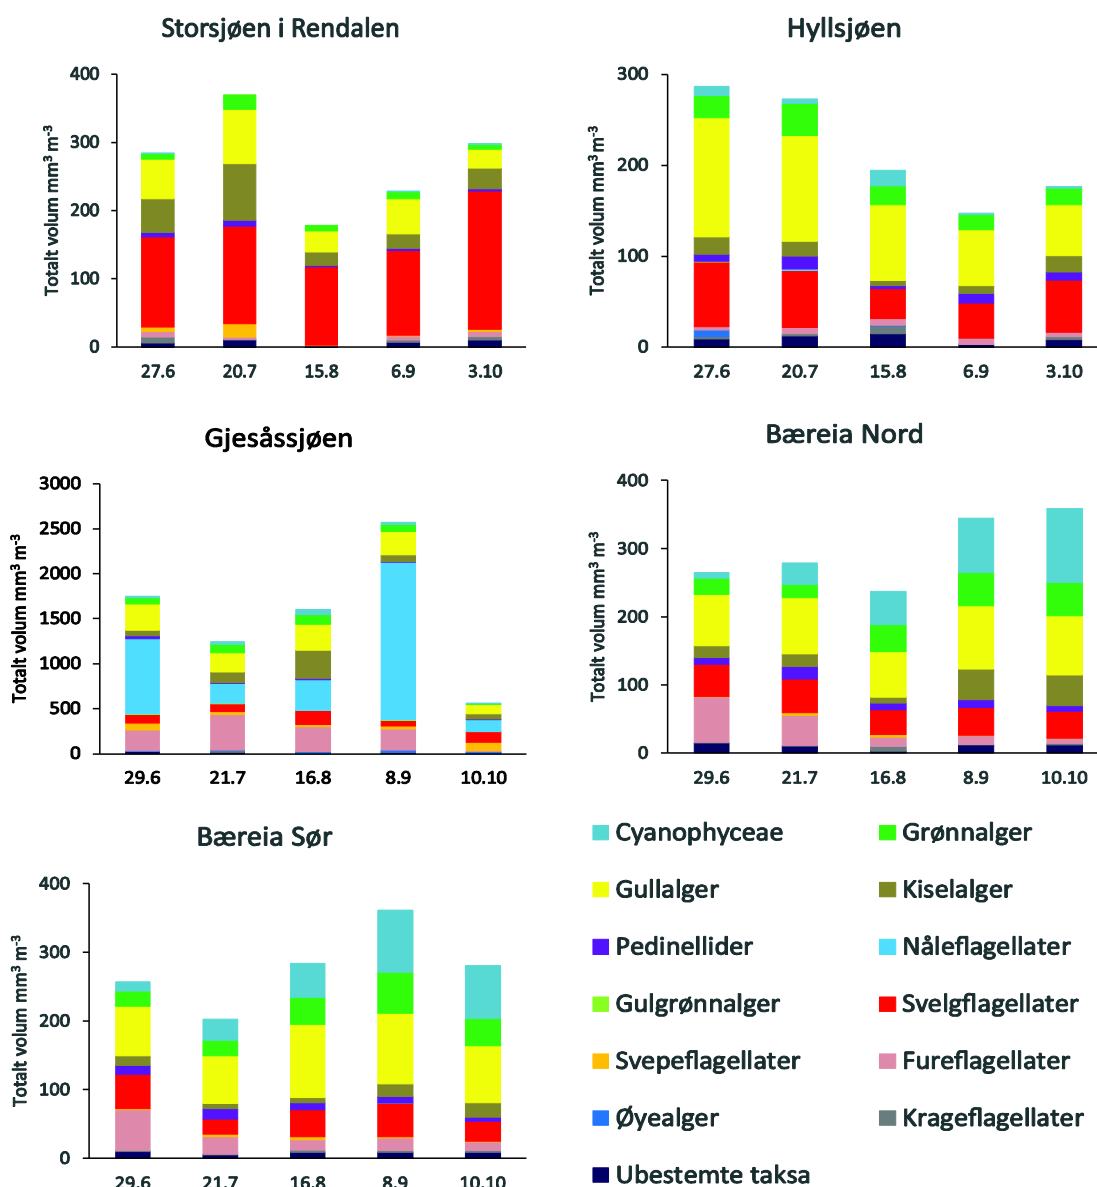 Storsjøen i Rendalen
Totalt volum mm³ m⁻³
400
300
200
100
0
27.6 20.7 15.8 6.9 3.10
Hyllsjøen
Totalt volum mm³ m⁻³
300
200
100
0
27.6 20.7 15.8 6.9 3.10
Gjesåssjøen
Totalt volum mm³ m⁻³
3000
2500
2000
1500
1000
500
0
29.6 21.7 16.8 8.9 10.10
Bæreia Nord
Totalt volum mm³ m⁻³
400
300
200
100
0
29.6 21.7 16.8 8.9 10.10
Bæreia Sør
Totalt volum mm³ m⁻³
400
300
200
100
0
29.6 21.7 16.8 8.9 10.10
Cyanophyceae Grønnalger
Gullalger Kiselalger
Pedinellider Nåleflagellater
Gulgrønnalger Svelgflagellater
Svepeflagellater Fureflagellater
Øyealger Krageflagellater
Ubestemte taksa